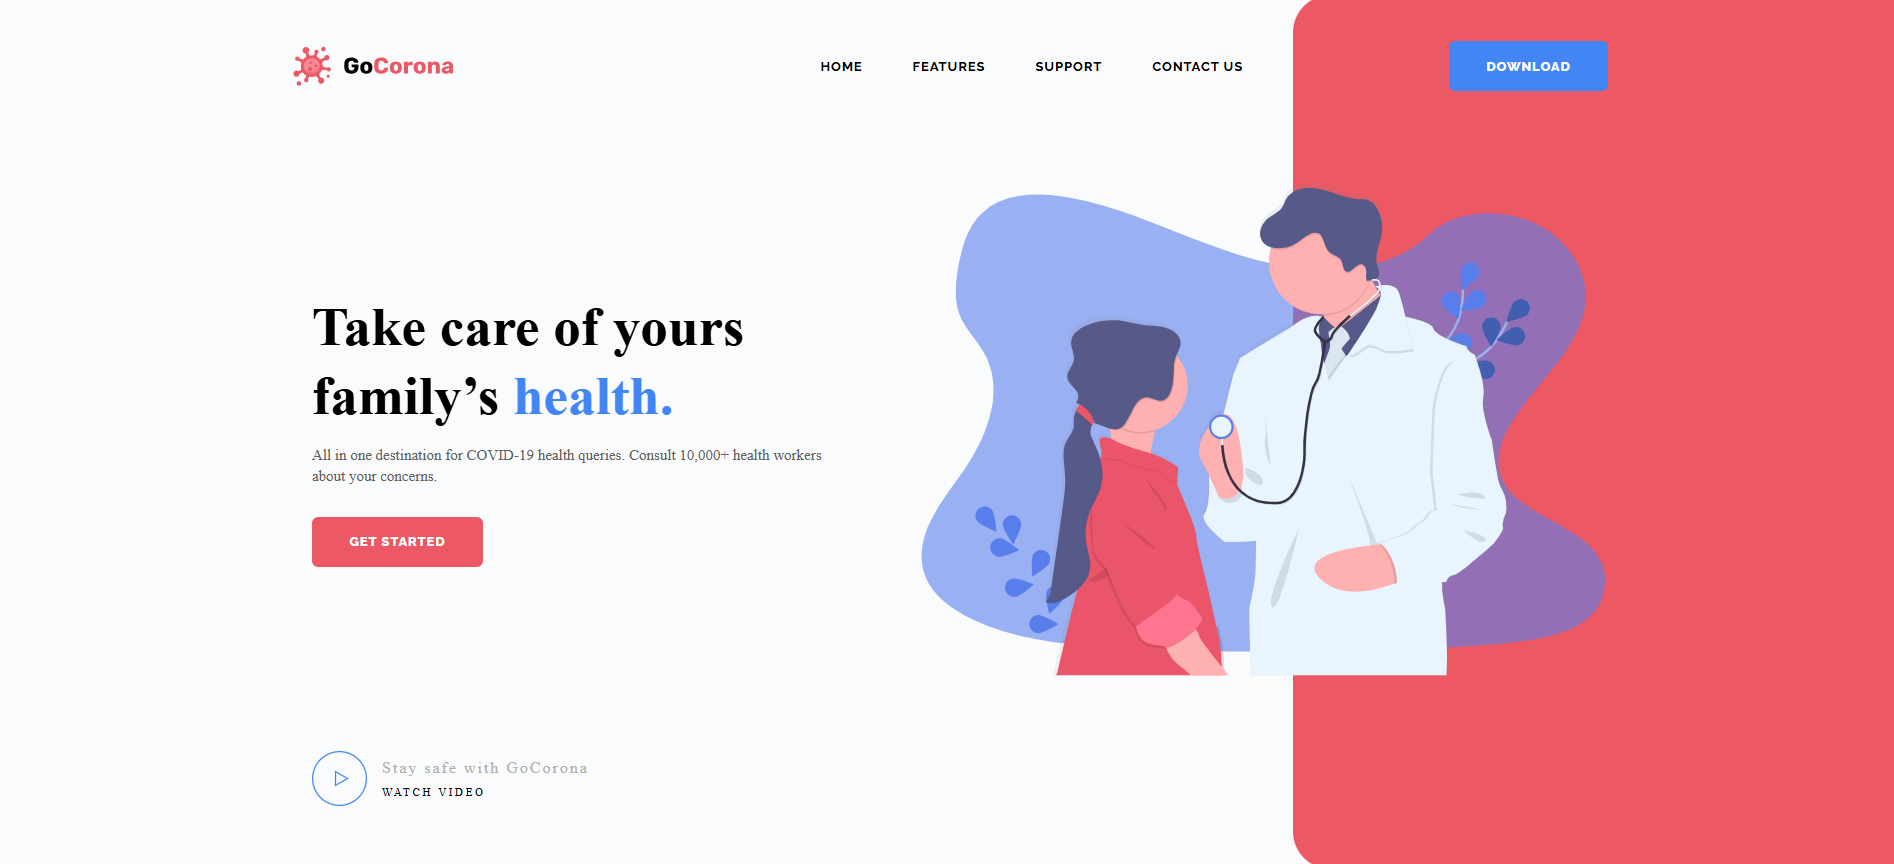 GoCorona
HOME FEATURES SUPPORT CONTACT US
DOWNLOAD
Take care of yours
family’s health.
All in one destination for COVID-19 health queries. Consult 10,000+ health workers
about your concerns.
GET STARTED
Stay safe with GoCorona
WATCH VIDEO